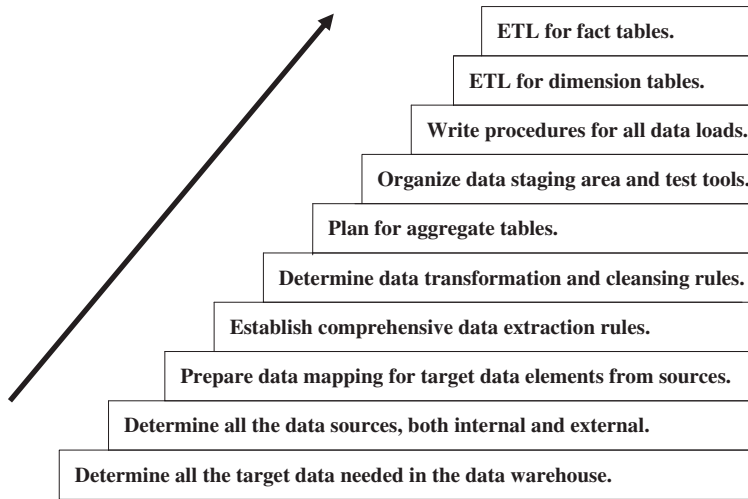 ETL for fact tables.
ETL for dimension tables.
Write procedures for all data loads.
Organize data staging area and test tools.
Plan for aggregate tables.
Determine data transformation and cleansing rules.
Establish comprehensive data extraction rules.
Prepare data mapping for target data elements from sources.
Determine all the data sources, both internal and external.
Determine all the target data needed in the data warehouse.